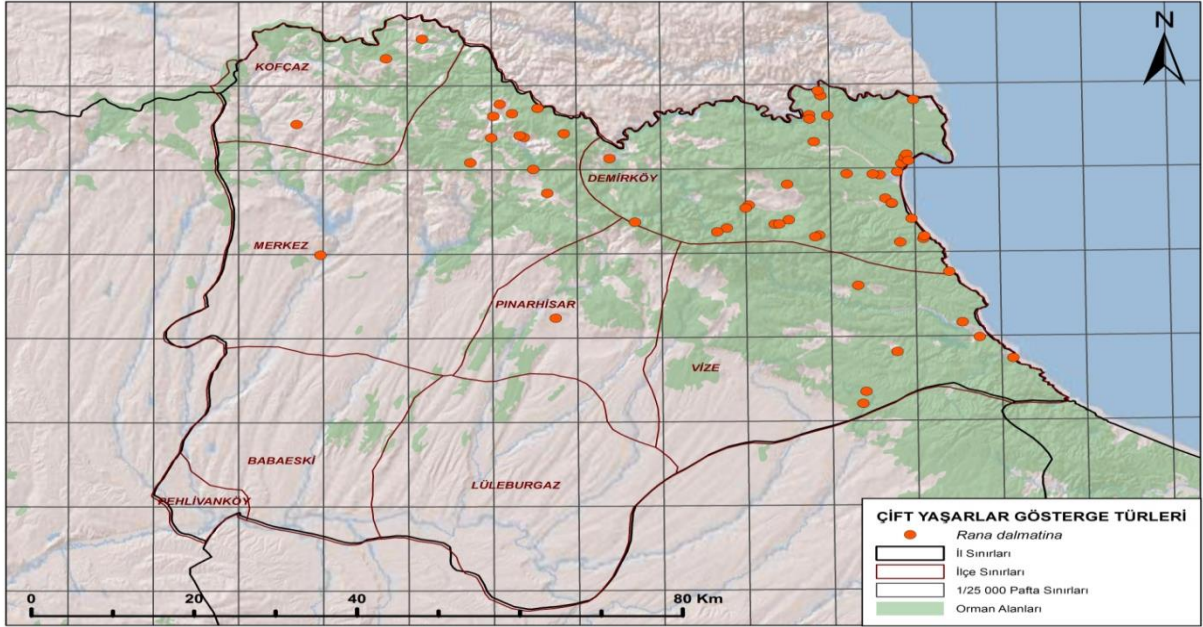 N
KOFÇAZ
DEMİRKÖY
MERKEZ
PINARHİSAR
VİZE
BABAESKİ
LÜLEBURGAZ
PEHLİVANKÖY
0 20 40 80 Km
ÇİFT YAŞARLAR GÖSTERGE TÜRLERİ
Rana dalmatina
İl Sınırları
İlçe Sınırları
1/25 000 Pafta Sınırları
Orman Alanları